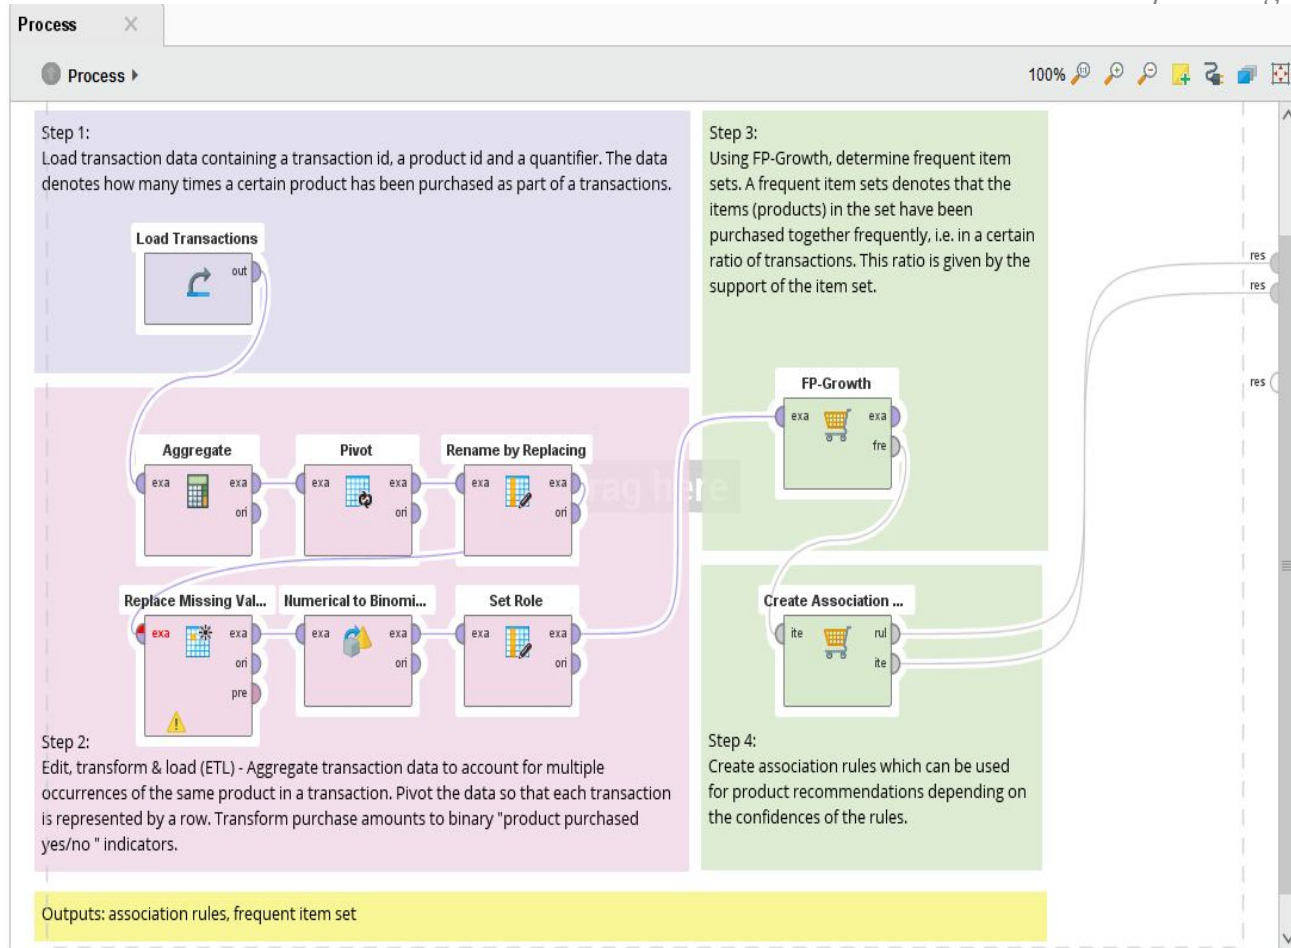 Process
Process
100%
Step 1:
Load transaction data containing a transaction id, a product id and a quantifier. The data
denotes how many times a certain product has been purchased as part of a transactions.
Load Transactions
out
Aggregate
exa
exa
ori
Pivot
exa
exa
ori
Rename by Replacing
exa
exa
ori
Replace Missing Val...
exa
exa
ori
pre
Numerical to Binomi...
exa
exa
ori
Set Role
exa
exa
ori
Step 2:
Edit, transform & load (ETL) - Aggregate transaction data to account for multiple
occurrences of the same product in a transaction. Pivot the data so that each transaction
is represented by a row. Transform purchase amounts to binary "product purchased
yes/no " indicators.
Step 3:
Using FP-Growth, determine frequent item
sets. A frequent item sets denotes that the
items (products) in the set have been
purchased together frequently, i.e. in a certain
ratio of transactions. This ratio is given by the
support of the item set.
FP-Growth
exa
exa
fre
Create Association ...
ite
rul
ite
Step 4:
Create association rules which can be used
for product recommendations depending on
the confidences of the rules.
res
res
res
Outputs: association rules, frequent item set